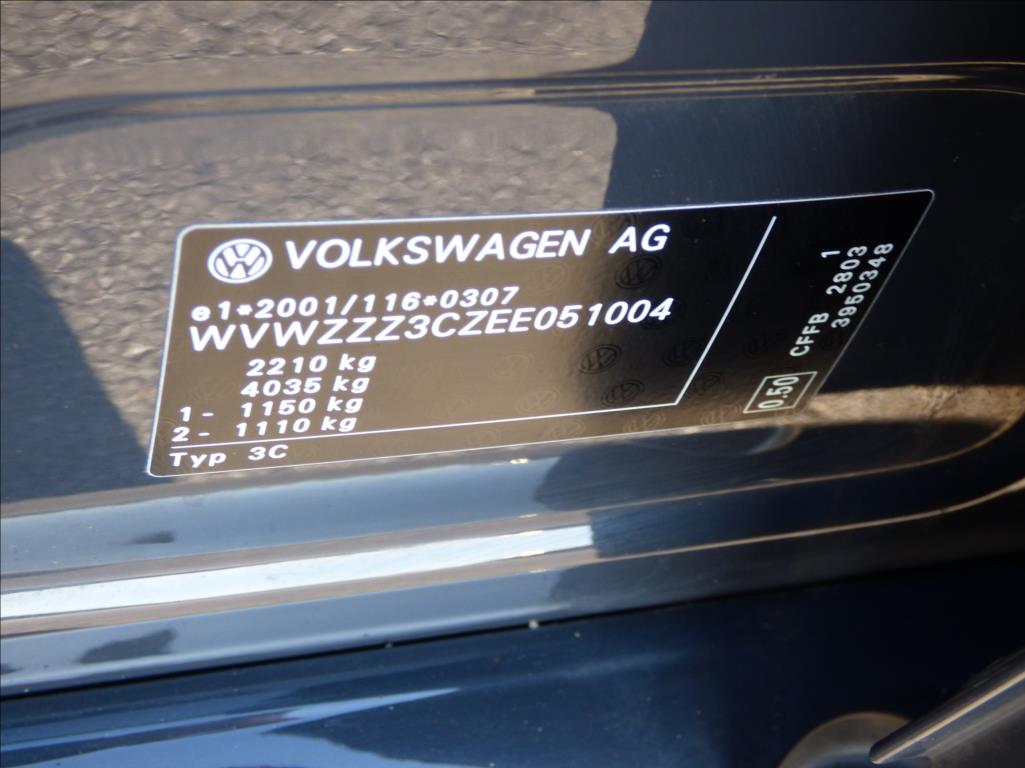 VOLKSWAGEN AG
e1*2001/116*0307
WVWZZZ3CZEE051004
2210 kg
4035 kg
1- 1150 kg
2- 1110 kg
Typ 3C
0.50
CFFB 2803 1
3950348